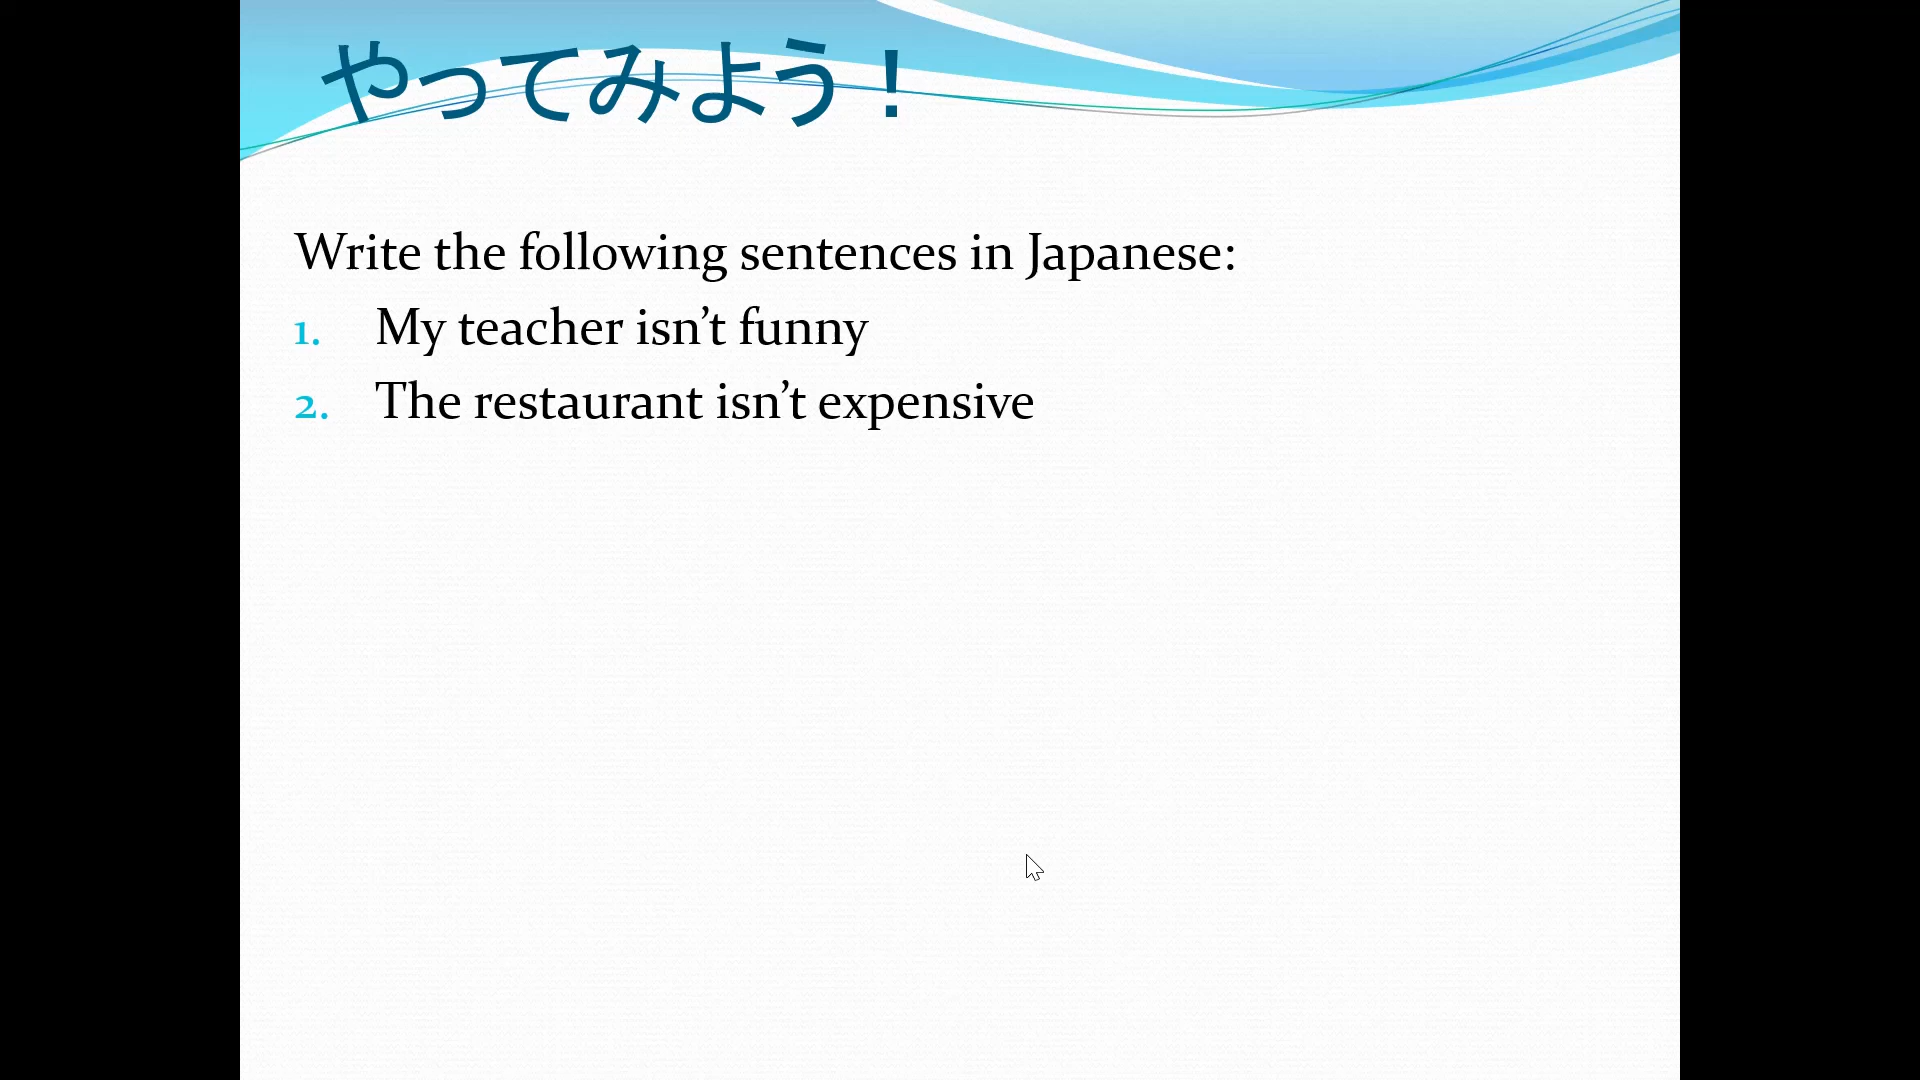 やってみよう！
Write the following sentences in Japanese:
1. My teacher isn’t funny
2. The restaurant isn’t expensive